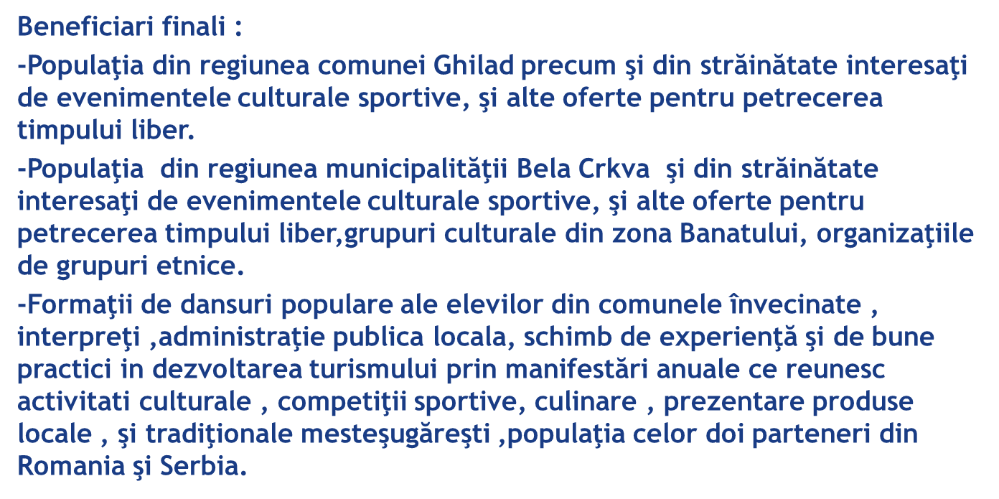 Beneficiari finali :
-Populaţia din regiunea comunei Ghilad precum şi din străinătate interesaţi
de evenimentele culturale sportive, şi alte oferte pentru petrecerea
timpului liber.
-Populaţia  din regiunea municipalităţii Bela Crkva  şi din străinătate
interesaţi de evenimentele culturale sportive, şi alte oferte pentru
petrecerea timpului liber,grupuri culturale din zona Banatului, organizaţiile
de grupuri etnice.
-Formaţii de dansuri populare ale elevilor din comunele învecinate ,
interpreţi ,administraţie publica locala, schimb de experienţă şi de bune
practici in dezvoltarea turismului prin manifestări anuale ce reunesc
activitati culturale , competiţii sportive, culinare , prezentare produse
locale , şi tradiţionale mesteşugăreşti ,populaţia celor doi parteneri din
Romania şi Serbia.